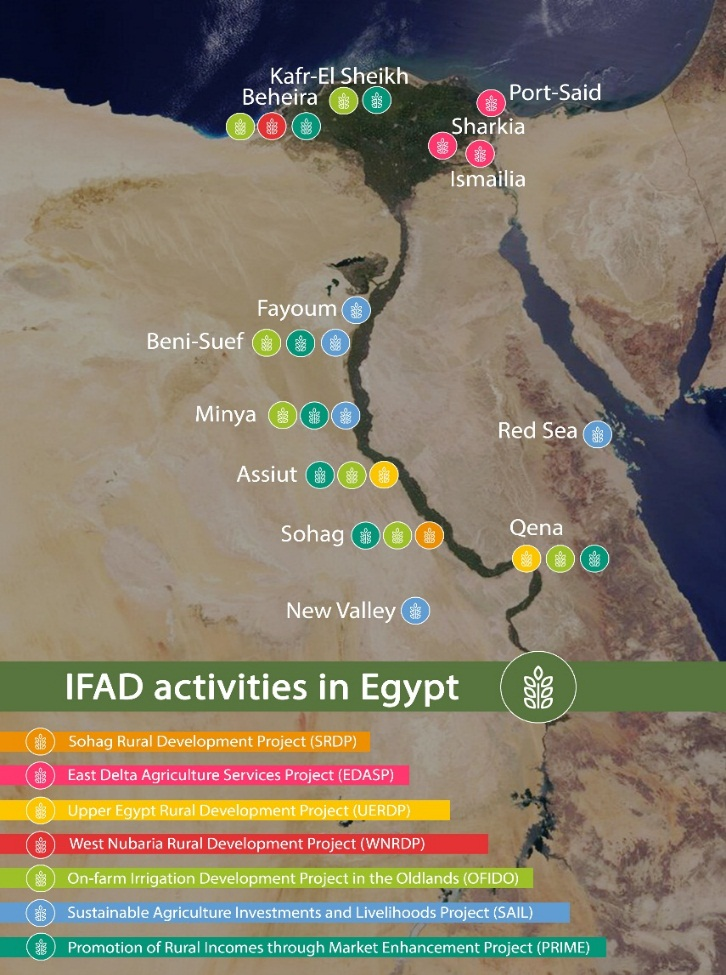 Kafr-El Sheikh
Beheira
Port-Said
Sharkia
Ismailia
Fayoum
Beni-Suef
Minya
Red Sea
Assiut
Sohag
Qena
New Valley
IFAD activities in Egypt
Sohag Rural Development Project (SRDP)
East Delta Agriculture Services Project (EDASP)
Upper Egypt Rural Development Project (UERDP)
West Nubaria Rural Development Project (WNRDP)
On-farm Irrigation Development Project in the Oldlands (OFIDO)
Sustainable Agriculture Investments and Livelihoods Project (SAIL)
Promotion of Rural Incomes through Market Enhancement Project (PRIME)